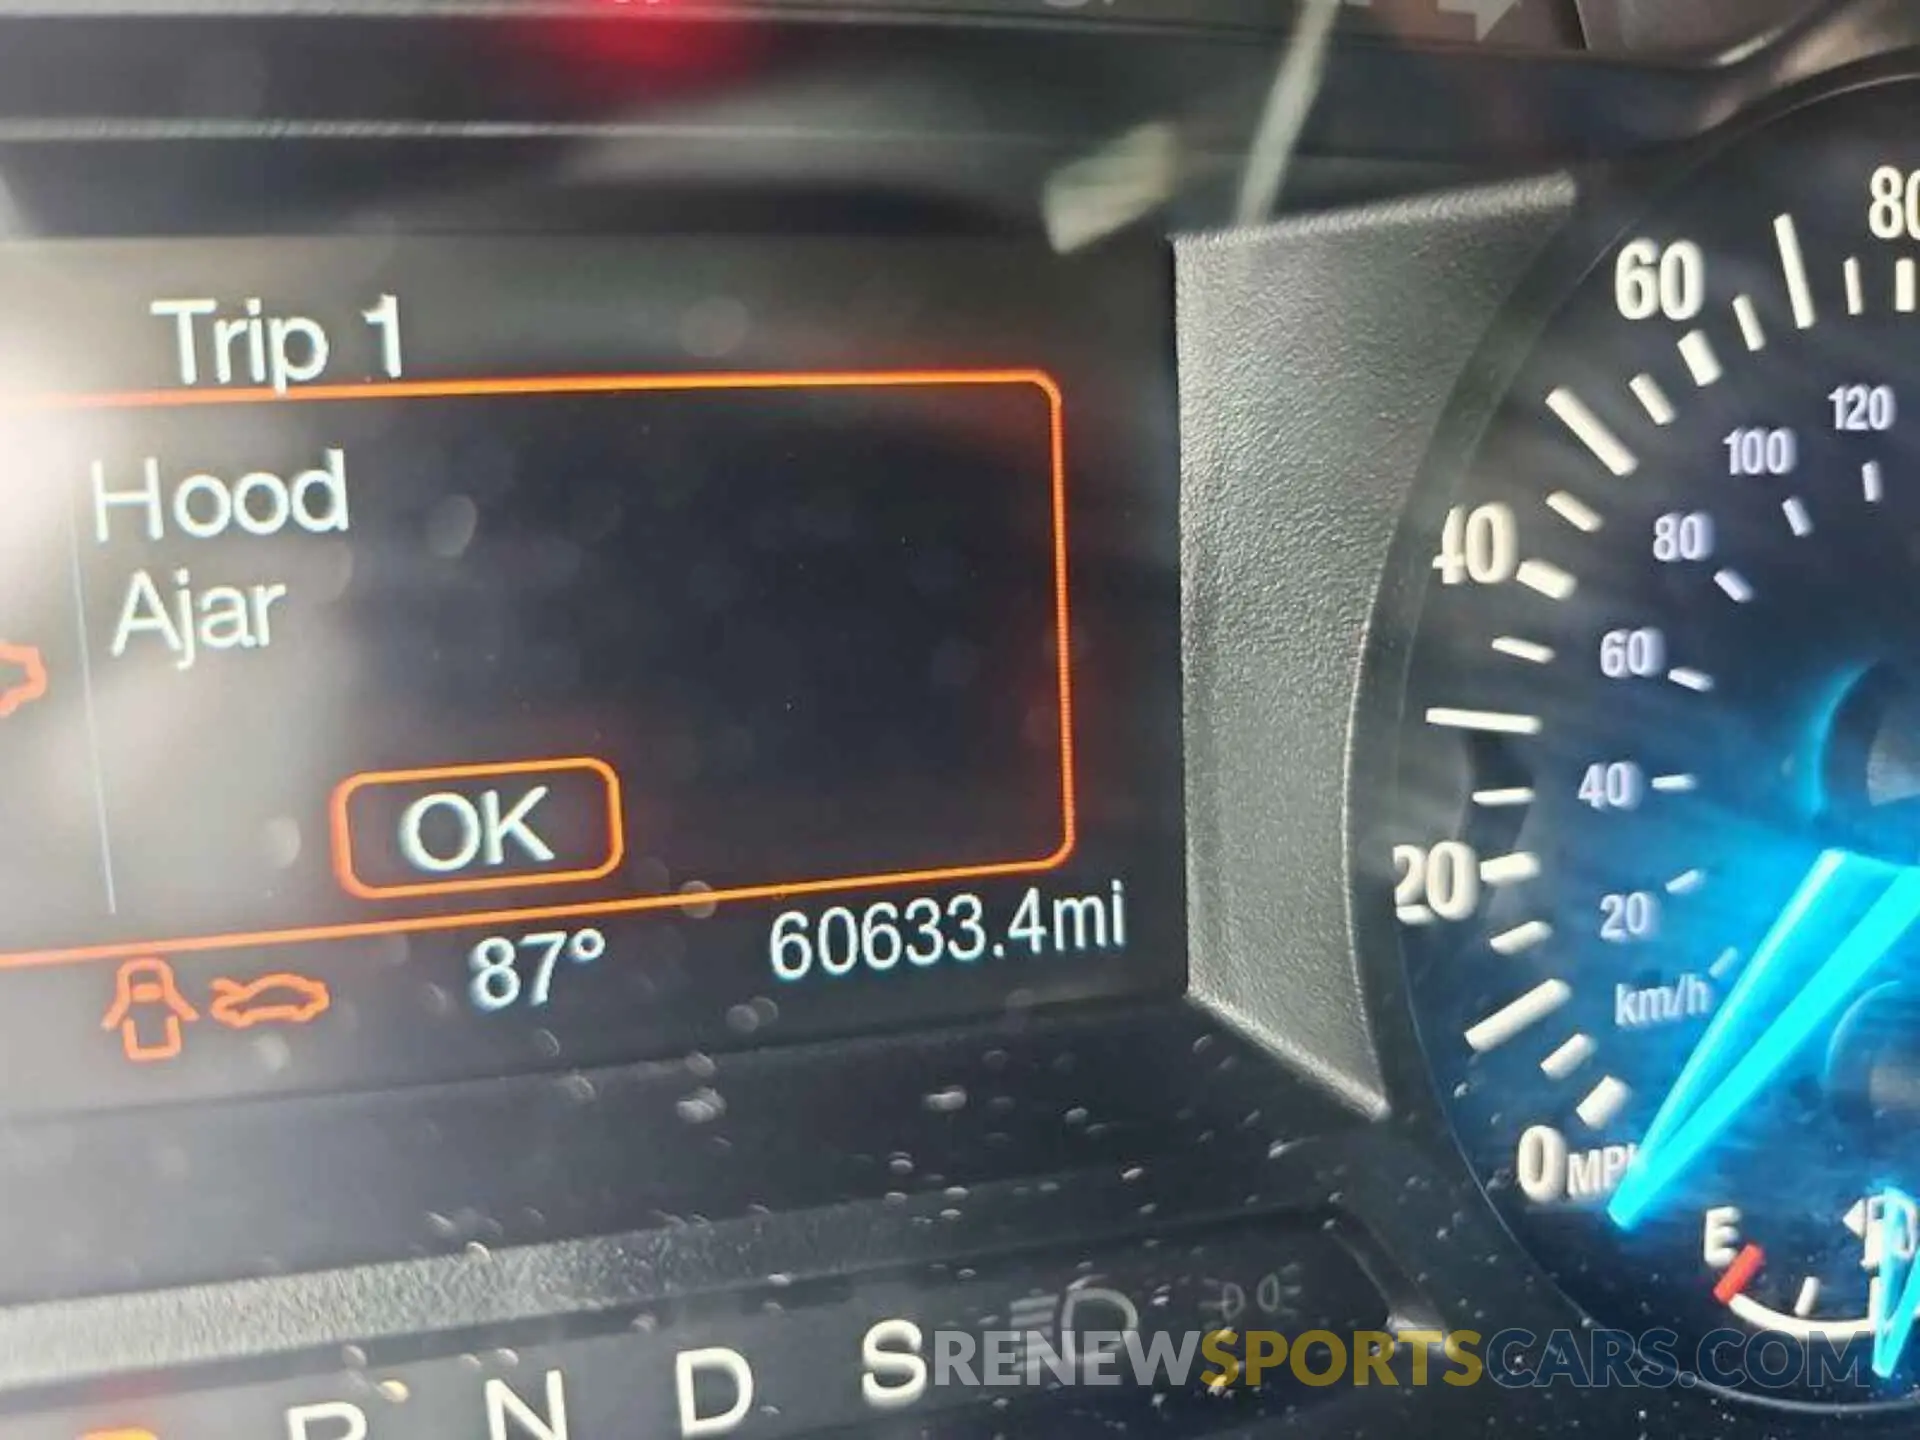 Trip 1
Hood
Ajar
OK
87° 60633.4mi
80
60
120
100
40
80
60
40
20
20
km/h
0 MPH
E
R N D S
RENEWSPORTSCARS.COM